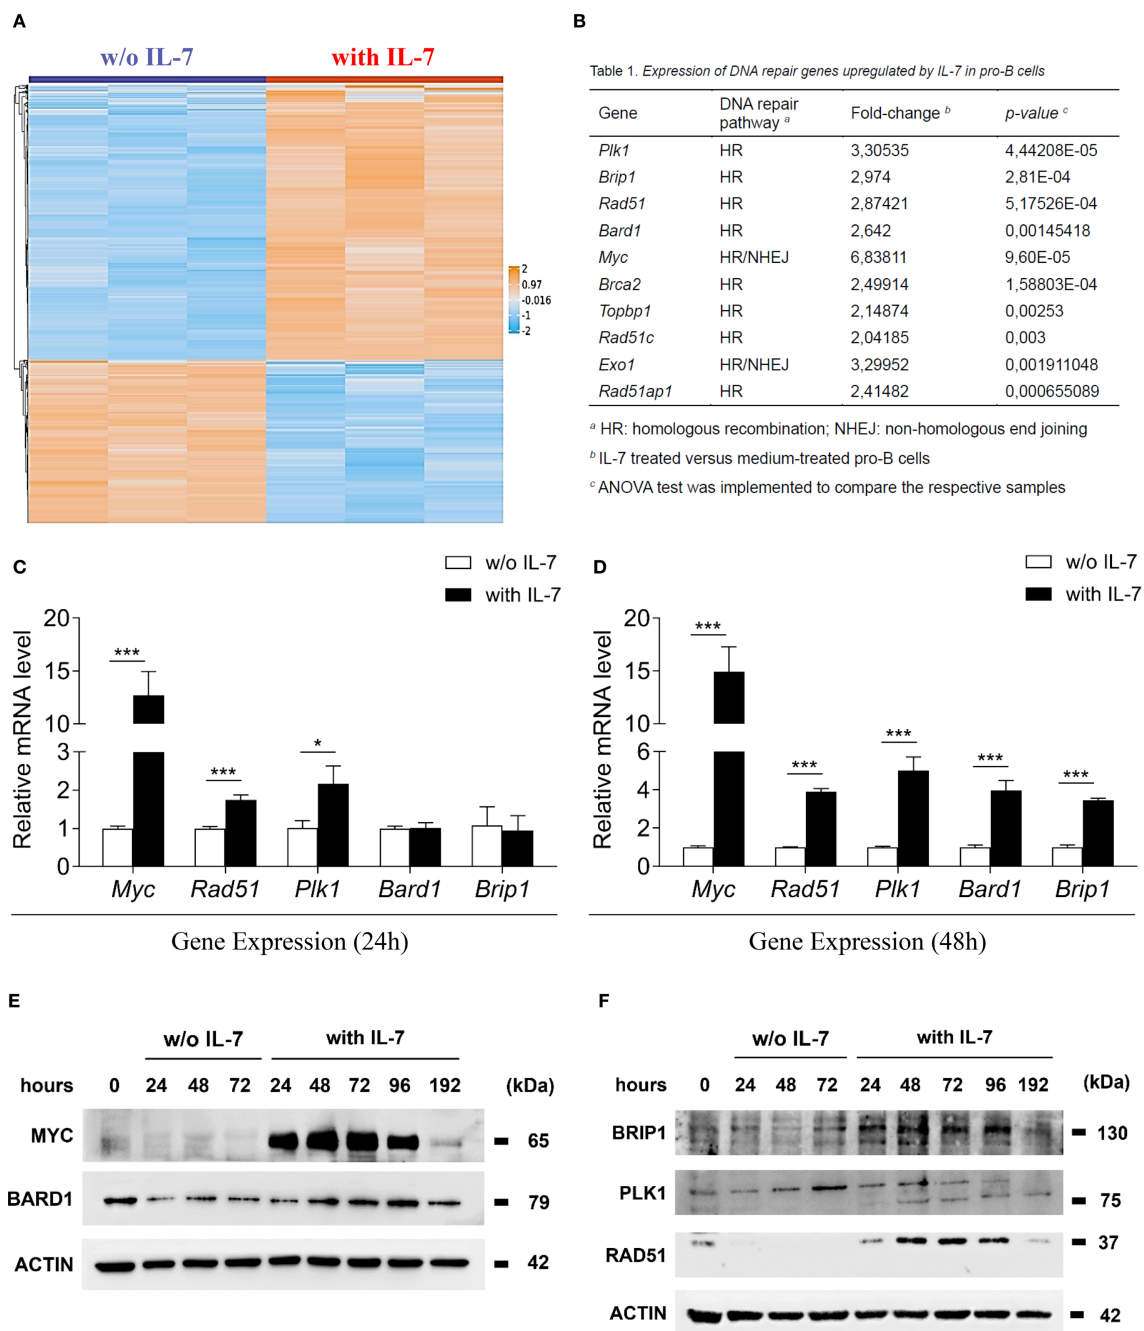 A
w/o IL-7 with IL-7
2
0.97
-0.016
-1
-2
B
Table 1. Expression of DNA repair genes upregulated by IL-7 in pro-B cells
Gene DNA repair pathway a Fold-change b p-value c
Plk1 HR 3,30535 4,44208E-05
Brip1 HR 2,974 2,81E-04
Rad51 HR 2,87421 5,17526E-04
Bard1 HR 2,642 0,00145418
Myc HR/NHEJ 6,83811 9,60E-05
Brca2 HR 2,49914 1,58803E-04
Topbp1 HR 2,14874 0,00253
Rad51c HR 2,04185 0,003
Exo1 HR/NHEJ 3,29952 0,001911048
Rad51ap1 HR 2,41482 0,000655089
a HR: homologous recombination; NHEJ: non-homologous end joining
b IL-7 treated versus medium-treated pro-B cells
c ANOVA test was implemented to compare the respective samples
C
w/o IL-7
with IL-7
Relative mRNA level
20
15
10
3
2
1
0
*** *** *
Myc Rad51 Plk1 Bard1 Brip1
Gene Expression (24h)
D
w/o IL-7
with IL-7
Relative mRNA level
20
15
10
6
4
2
0
*** *** *** *** ***
Myc Rad51 Plk1 Bard1 Brip1
Gene Expression (48h)
E
w/o IL-7 with IL-7
hours 0 24 48 72 24 48 72 96 192 (kDa)
MYC 65
BARD1 79
ACTIN 42
F
w/o IL-7 with IL-7
hours 0 24 48 72 24 48 72 96 192 (kDa)
BRIP1 130
PLK1 75
RAD51 37
ACTIN 42